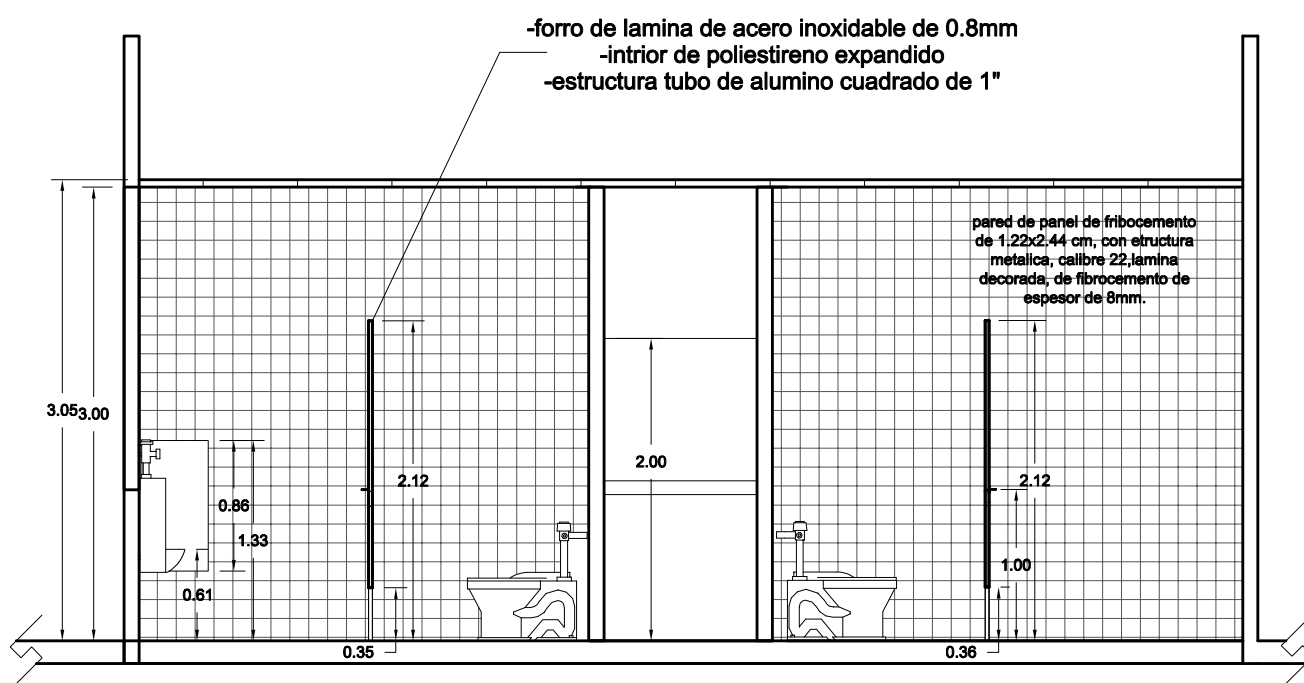 -forro de lamina de acero inoxidable de 0.8mm
-intrior de poliestireno expandido
-estructura tubo de alumino cuadrado de 1"
pared de panel de fribocemento
de 1.22x2.44 cm, con etructura
metalica, calibre 22,lamina
decorada, de fibrocemento de
espesor de 8mm.
3.05
3.00
2.12
2.00
2.12
0.86
1.33
1.00
0.61
0.35
0.36